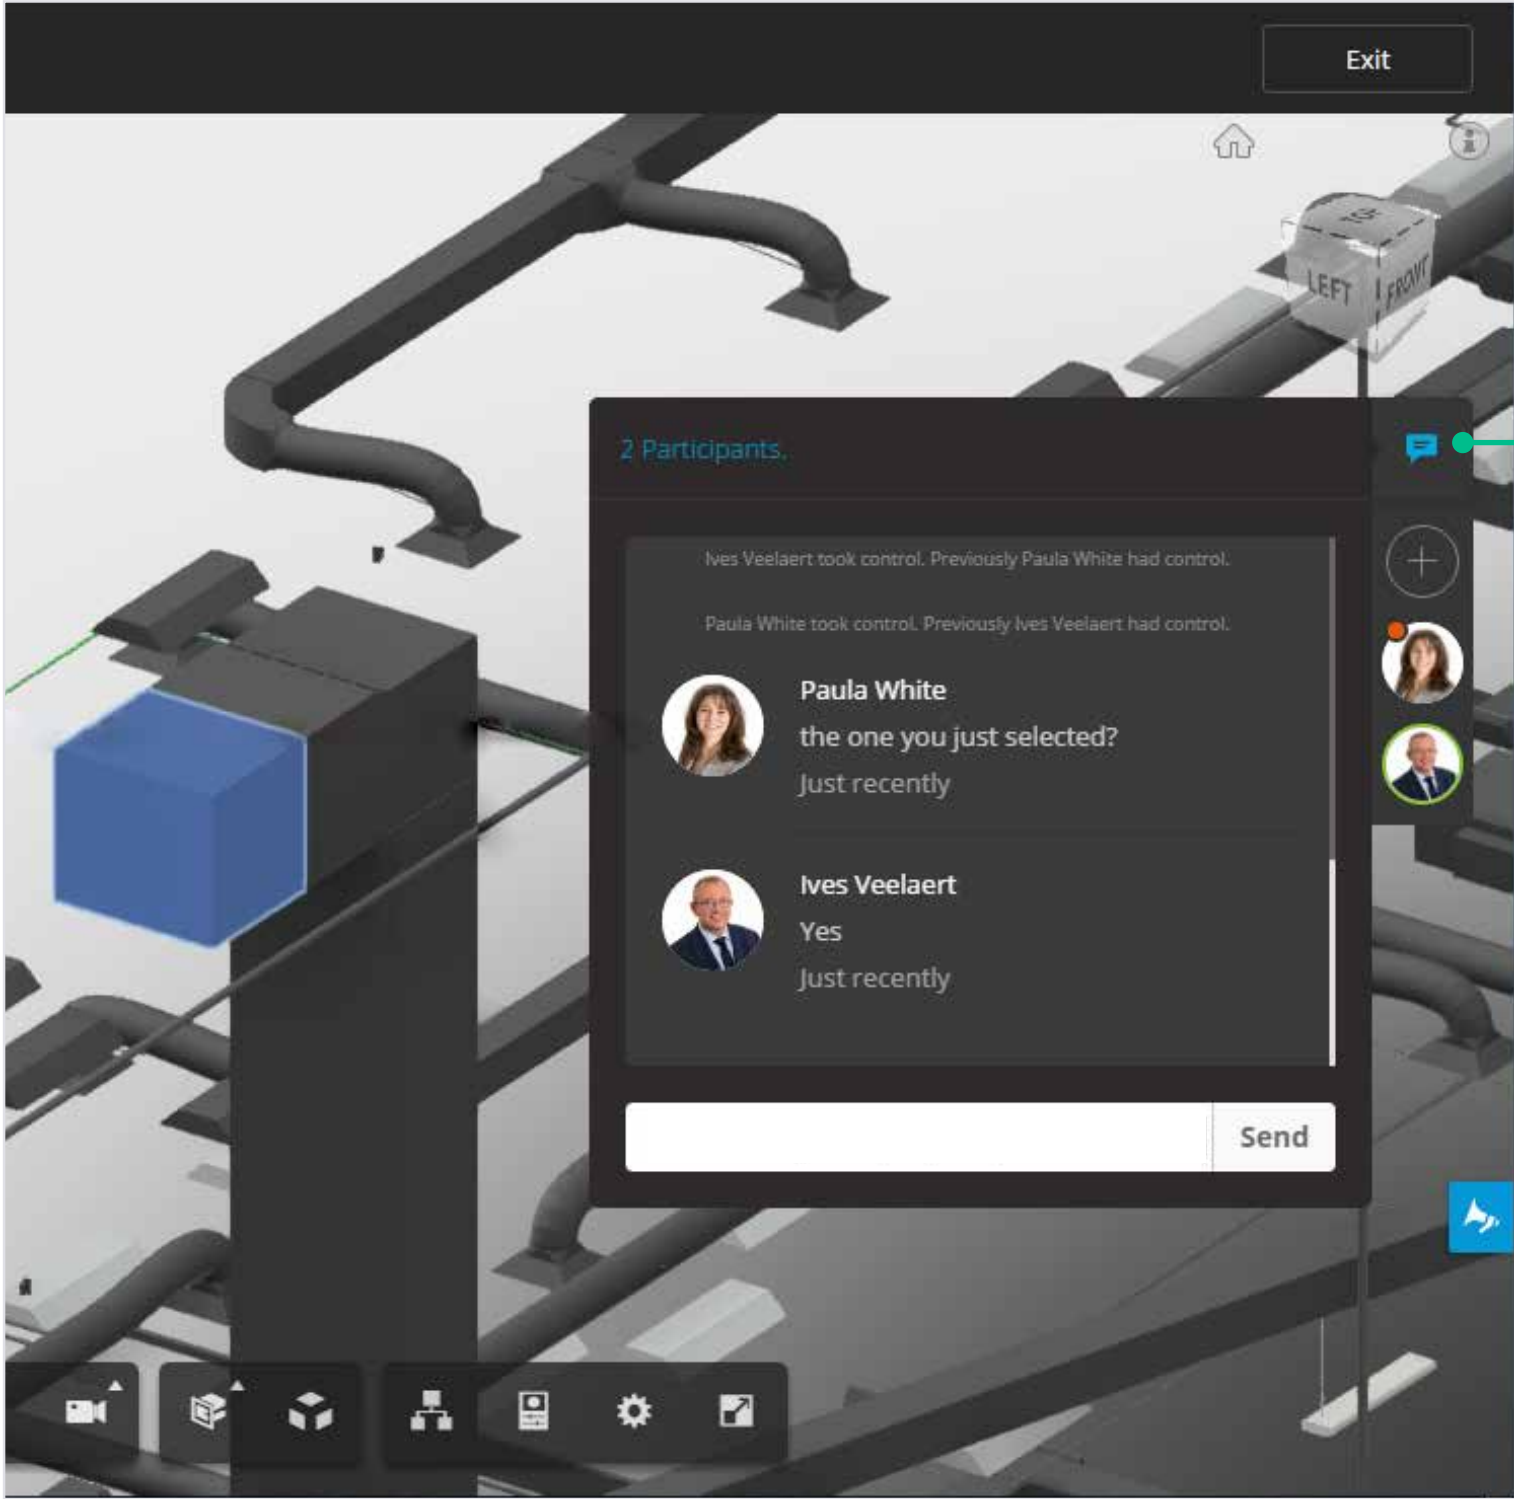 Exit
TOP
LEFT
FRONT
2 Participants.
Ives Veelaert took control. Previously Paula White had control.
Paula White took control. Previously Ives Veelaert had control.
Paula White
the one you just selected?
Just recently
Ives Veelaert
Yes
Just recently
Send